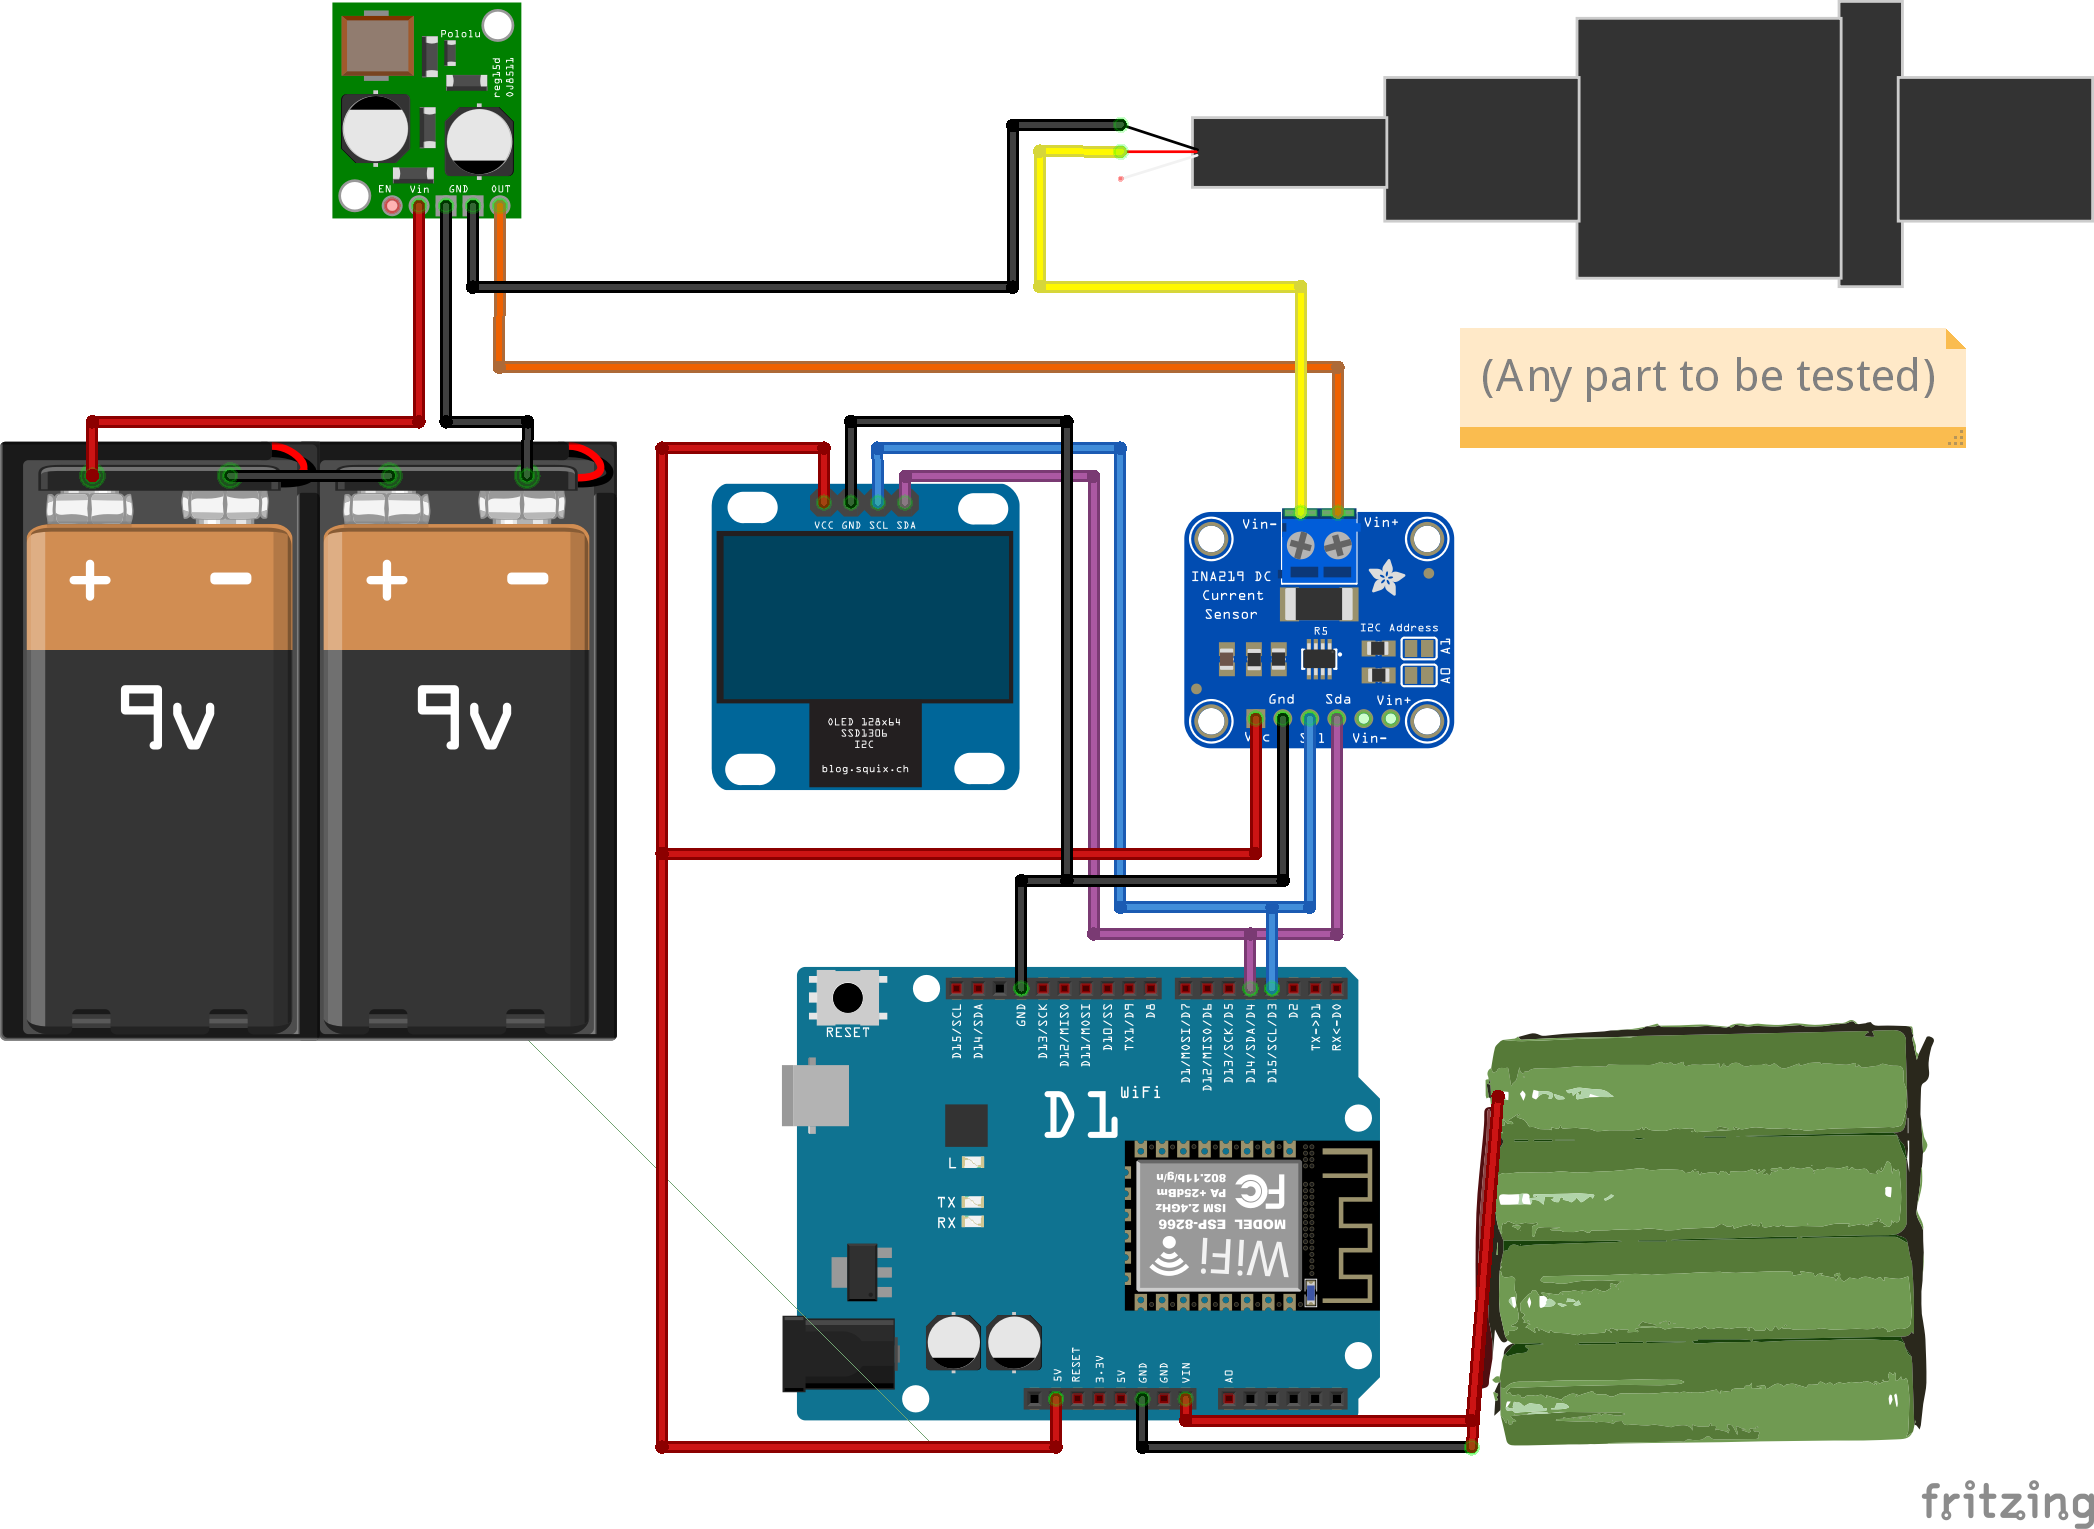 Pololu
reg15d
0J8511
EN
Vin
GND
OUT
(Any part to be tested)
+
-
+
-
9v
9v
VCC GND SCL SDA
OLED 128x64
SSD1306
I2C
blog.squix.ch
Vin-
Vin+
INA219 DC
Current
Sensor
R5
I2C Address
A1
A0
Gnd
Sda
Vin+
Vin-
RESET
D15/SCL
D14/SDA
GND
D13/SCK
D12/MISO
D11/MOSI
D10/SS
TX1/D9
D8
D1/MOSI/D7
D12/MISO/D6
D13/SCK/D5
D14/SDA/D4
D15/SCL/D3
D2
TX->D1
RX<-D0
D1
WiFi
L
TX
RX
WiFi
MODEL ESP-8266
ISM 2.4GHz
PA +25dBm
802.11b/g/n
FC
5V
RESET
3.3V
5V
GND
GND
VIN
A0
fritzing